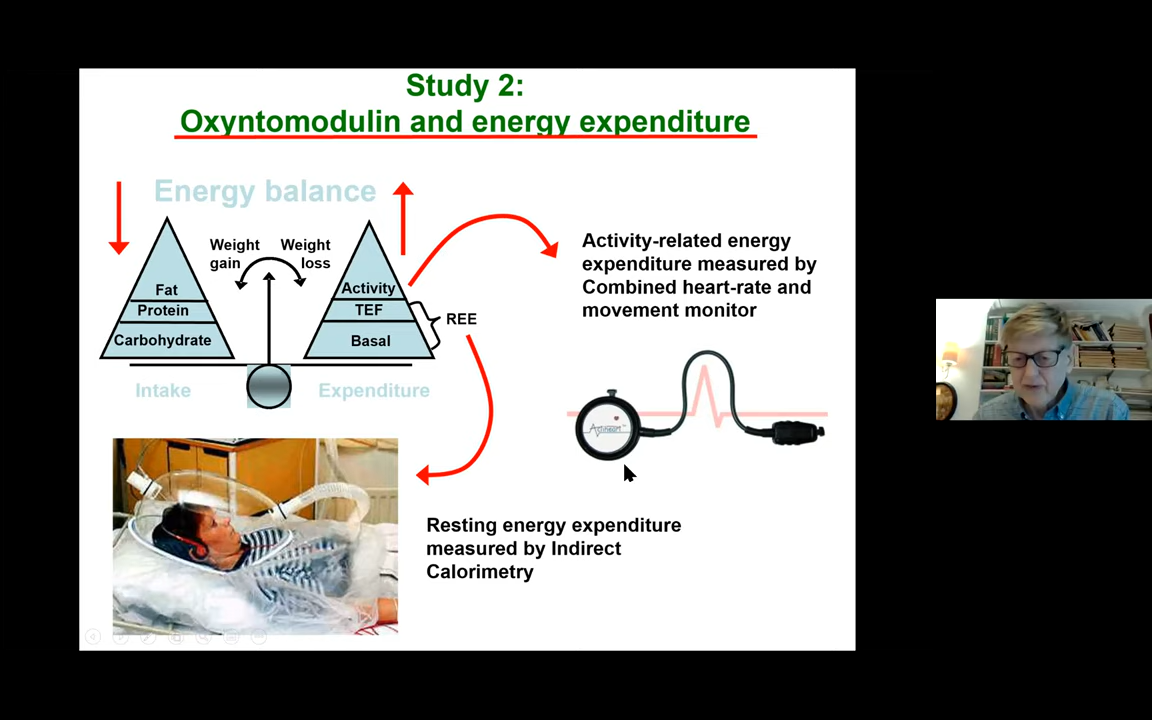 Study 2:
Oxyntomodulin and energy expenditure
Energy balance
Weight gain
Weight loss
Fat
Protein
Carbohydrate
Activity
TEF
Basal
REE
Intake
Expenditure
Activity-related energy
expenditure measured by
Combined heart-rate and
movement monitor
Actiheart
Resting energy expenditure
measured by Indirect
Calorimetry